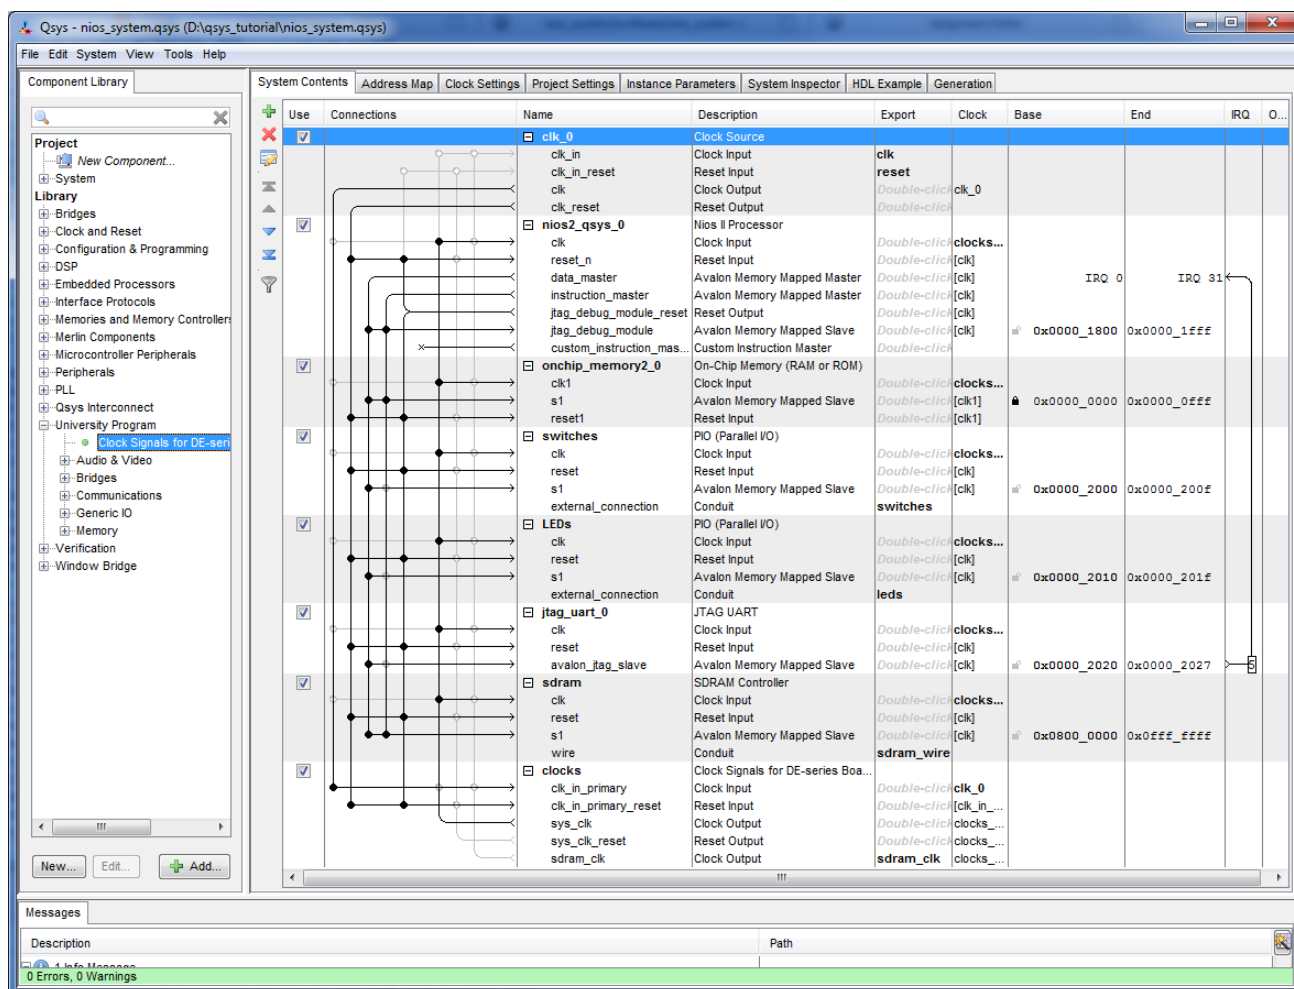 Qsys - nios_system.qsys (D:\qsys_tutorial\nios_system.qsys)
File Edit System View Tools Help
Component Library
System Contents Address Map Clock Settings Project Settings Instance Parameters System Inspector HDL Example Generation
Project
New Component...
System
Library
Bridges
Clock and Reset
Configuration & Programming
DSP
Embedded Processors
Interface Protocols
Memories and Memory Controllers
Merlin Components
Microcontroller Peripherals
Peripherals
PLL
Qsys Interconnect
University Program
Clock Signals for DE-seri
Audio & Video
Bridges
Communications
Generic IO
Memory
Verification
Window Bridge
New... Edit... Add...
Use Connections Name Description Export Clock Base End IRQ O...
clk_0 Clock Source
clk_in Clock Input clk
clk_in_reset Reset Input reset
clk Clock Output Double-click clk_0
clk_reset Reset Output Double-click
nios2_qsys_0 Nios II Processor
clk Clock Input Double-click clocks...
reset_n Reset Input Double-click [clk]
data_master Avalon Memory Mapped Master Double-click [clk] IRQ 0 IRQ 31
instruction_master Avalon Memory Mapped Master Double-click [clk]
jtag_debug_module_reset Reset Output Double-click [clk]
jtag_debug_module Avalon Memory Mapped Slave Double-click [clk] 0x0000_1800 0x0000_1fff
custom_instruction_mas... Custom Instruction Master Double-click
onchip_memory2_0 On-Chip Memory (RAM or ROM)
clk1 Clock Input Double-click clocks...
s1 Avalon Memory Mapped Slave Double-click [clk1] 0x0000_0000 0x0000_0fff
reset1 Reset Input Double-click [clk1]
switches PIO (Parallel I/O)
clk Clock Input Double-click clocks...
reset Reset Input Double-click [clk]
s1 Avalon Memory Mapped Slave Double-click [clk] 0x0000_2000 0x0000_200f
external_connection Conduit switches
LEDs PIO (Parallel I/O)
clk Clock Input Double-click clocks...
reset Reset Input Double-click [clk]
s1 Avalon Memory Mapped Slave Double-click [clk] 0x0000_2010 0x0000_201f
external_connection Conduit leds
jtag_uart_0 JTAG UART
clk Clock Input Double-click clocks...
reset Reset Input Double-click [clk]
avalon_jtag_slave Avalon Memory Mapped Slave Double-click [clk] 0x0000_2020 0x0000_2027 5
sdram SDRAM Controller
clk Clock Input Double-click clocks...
reset Reset Input Double-click [clk]
s1 Avalon Memory Mapped Slave Double-click [clk] 0x0800_0000 0x0fff_ffff
wire Conduit sdram_wire
clocks Clock Signals for DE-series Boa...
clk_in_primary Clock Input Double-click clk_0
clk_in_primary_reset Reset Input Double-click [clk_in_...
sys_clk Clock Output Double-click clocks_...
sys_clk_reset Reset Output Double-click clocks_...
sdram_clk Clock Output sdram_clk clocks_...
Messages
Description Path
1 Info Message
0 Errors, 0 Warnings